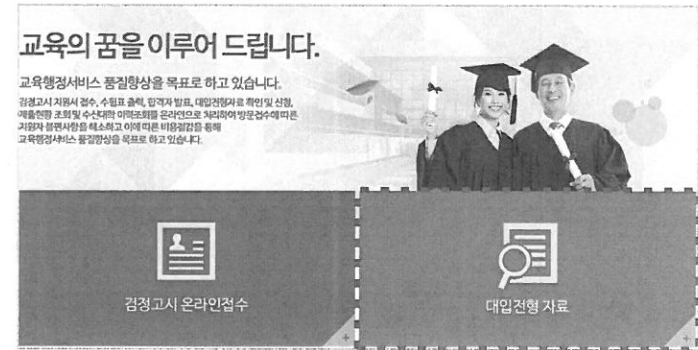 교육의 꿈을 이루어 드립니다.
교육행정서비스 품질향상을 목표로 하고 있습니다.
검정고시 지원서 접수, 수험표 출력, 합격자 발표, 대입전형자료 확인 및 신청,
제출현황 조회 및 수신대학 이력조회를 온라인으로 처리하여 방문접수에 따른
지원자 불편사항을 해소하고 이에 따른 비용절감을 통해
교육행정서비스 품질향상을 목표로 하고 있습니다.
검정고시 온라인접수
대입전형 자료